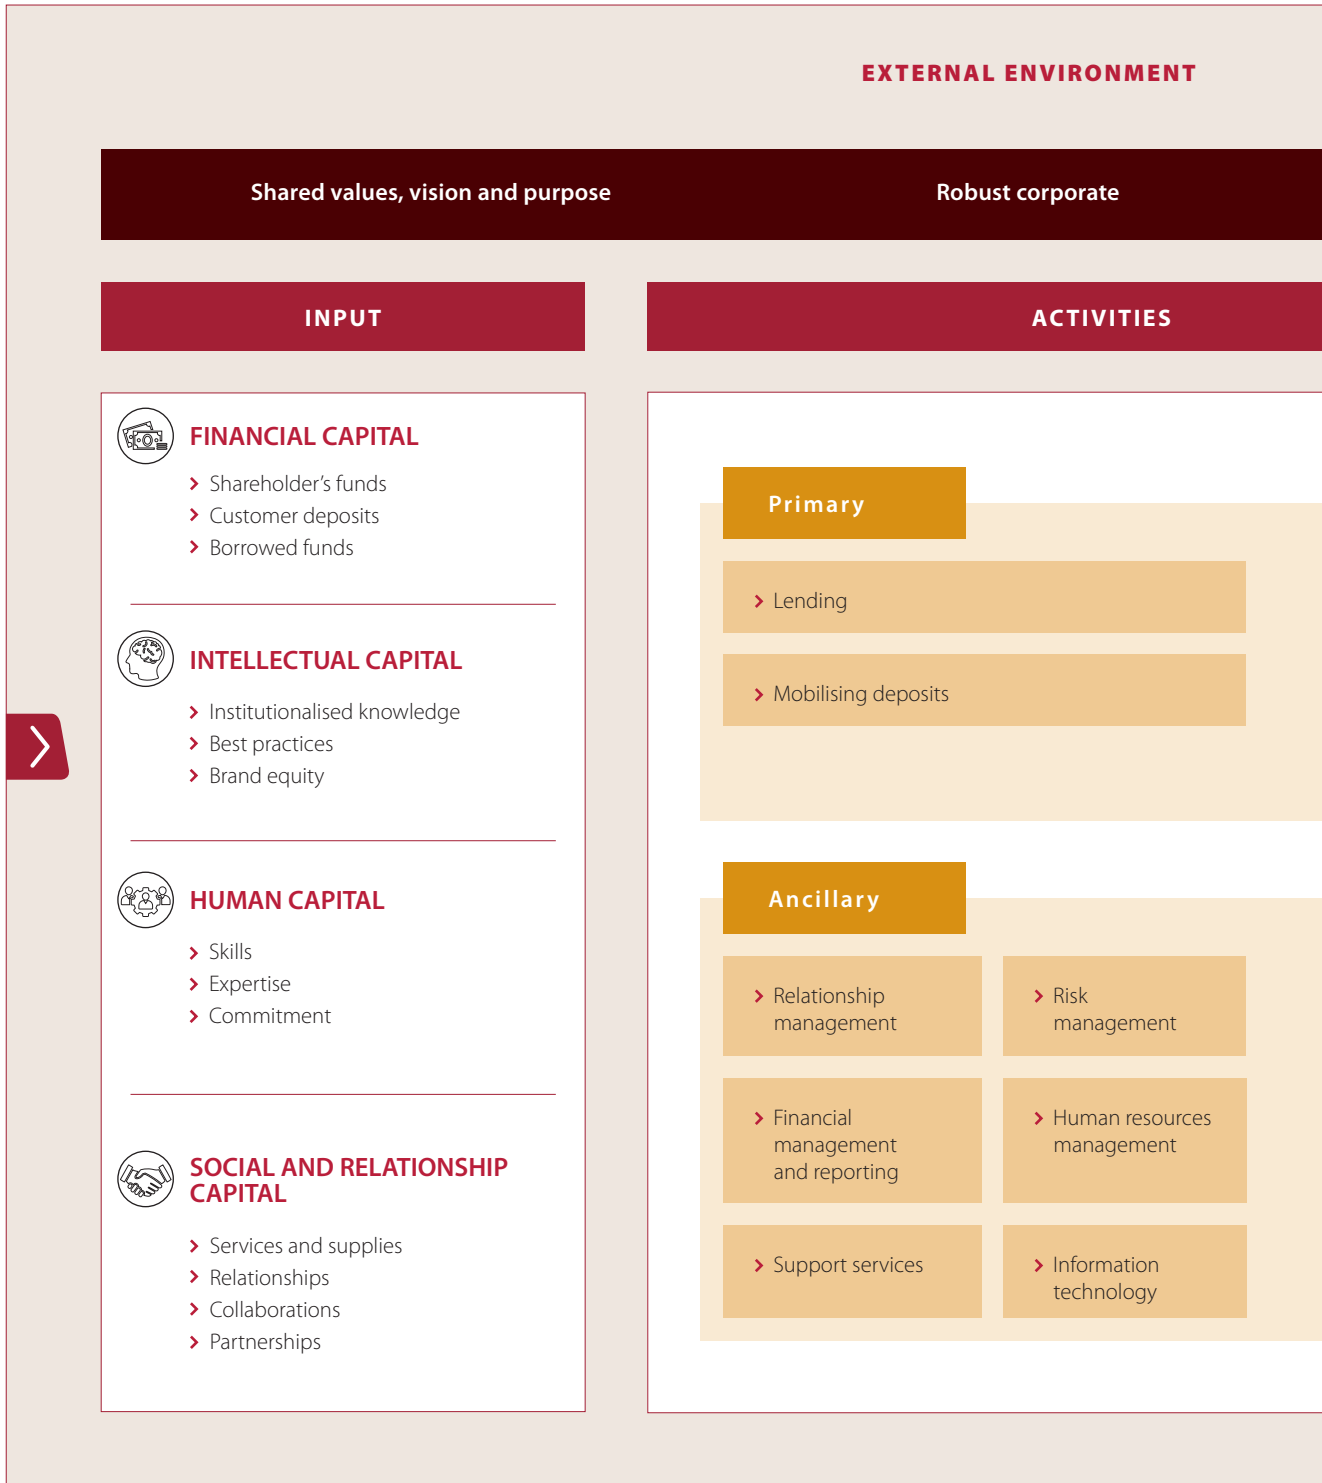 EXTERNAL ENVIRONMENT
Shared values, vision and purpose
Robust corporate
INPUT
ACTIVITIES
FINANCIAL CAPITAL
Shareholder’s funds
Customer deposits
Borrowed funds
INTELLECTUAL CAPITAL
Institutionalised knowledge
Best practices
Brand equity
HUMAN CAPITAL
Skills
Expertise
Commitment
SOCIAL AND RELATIONSHIP
CAPITAL
Services and supplies
Relationships
Collaborations
Partnerships
Primary
Lending
Mobilising deposits
Ancillary
Relationship
management
Risk
management
Financial
management
and reporting
Human resources
management
Support services
Information
technology